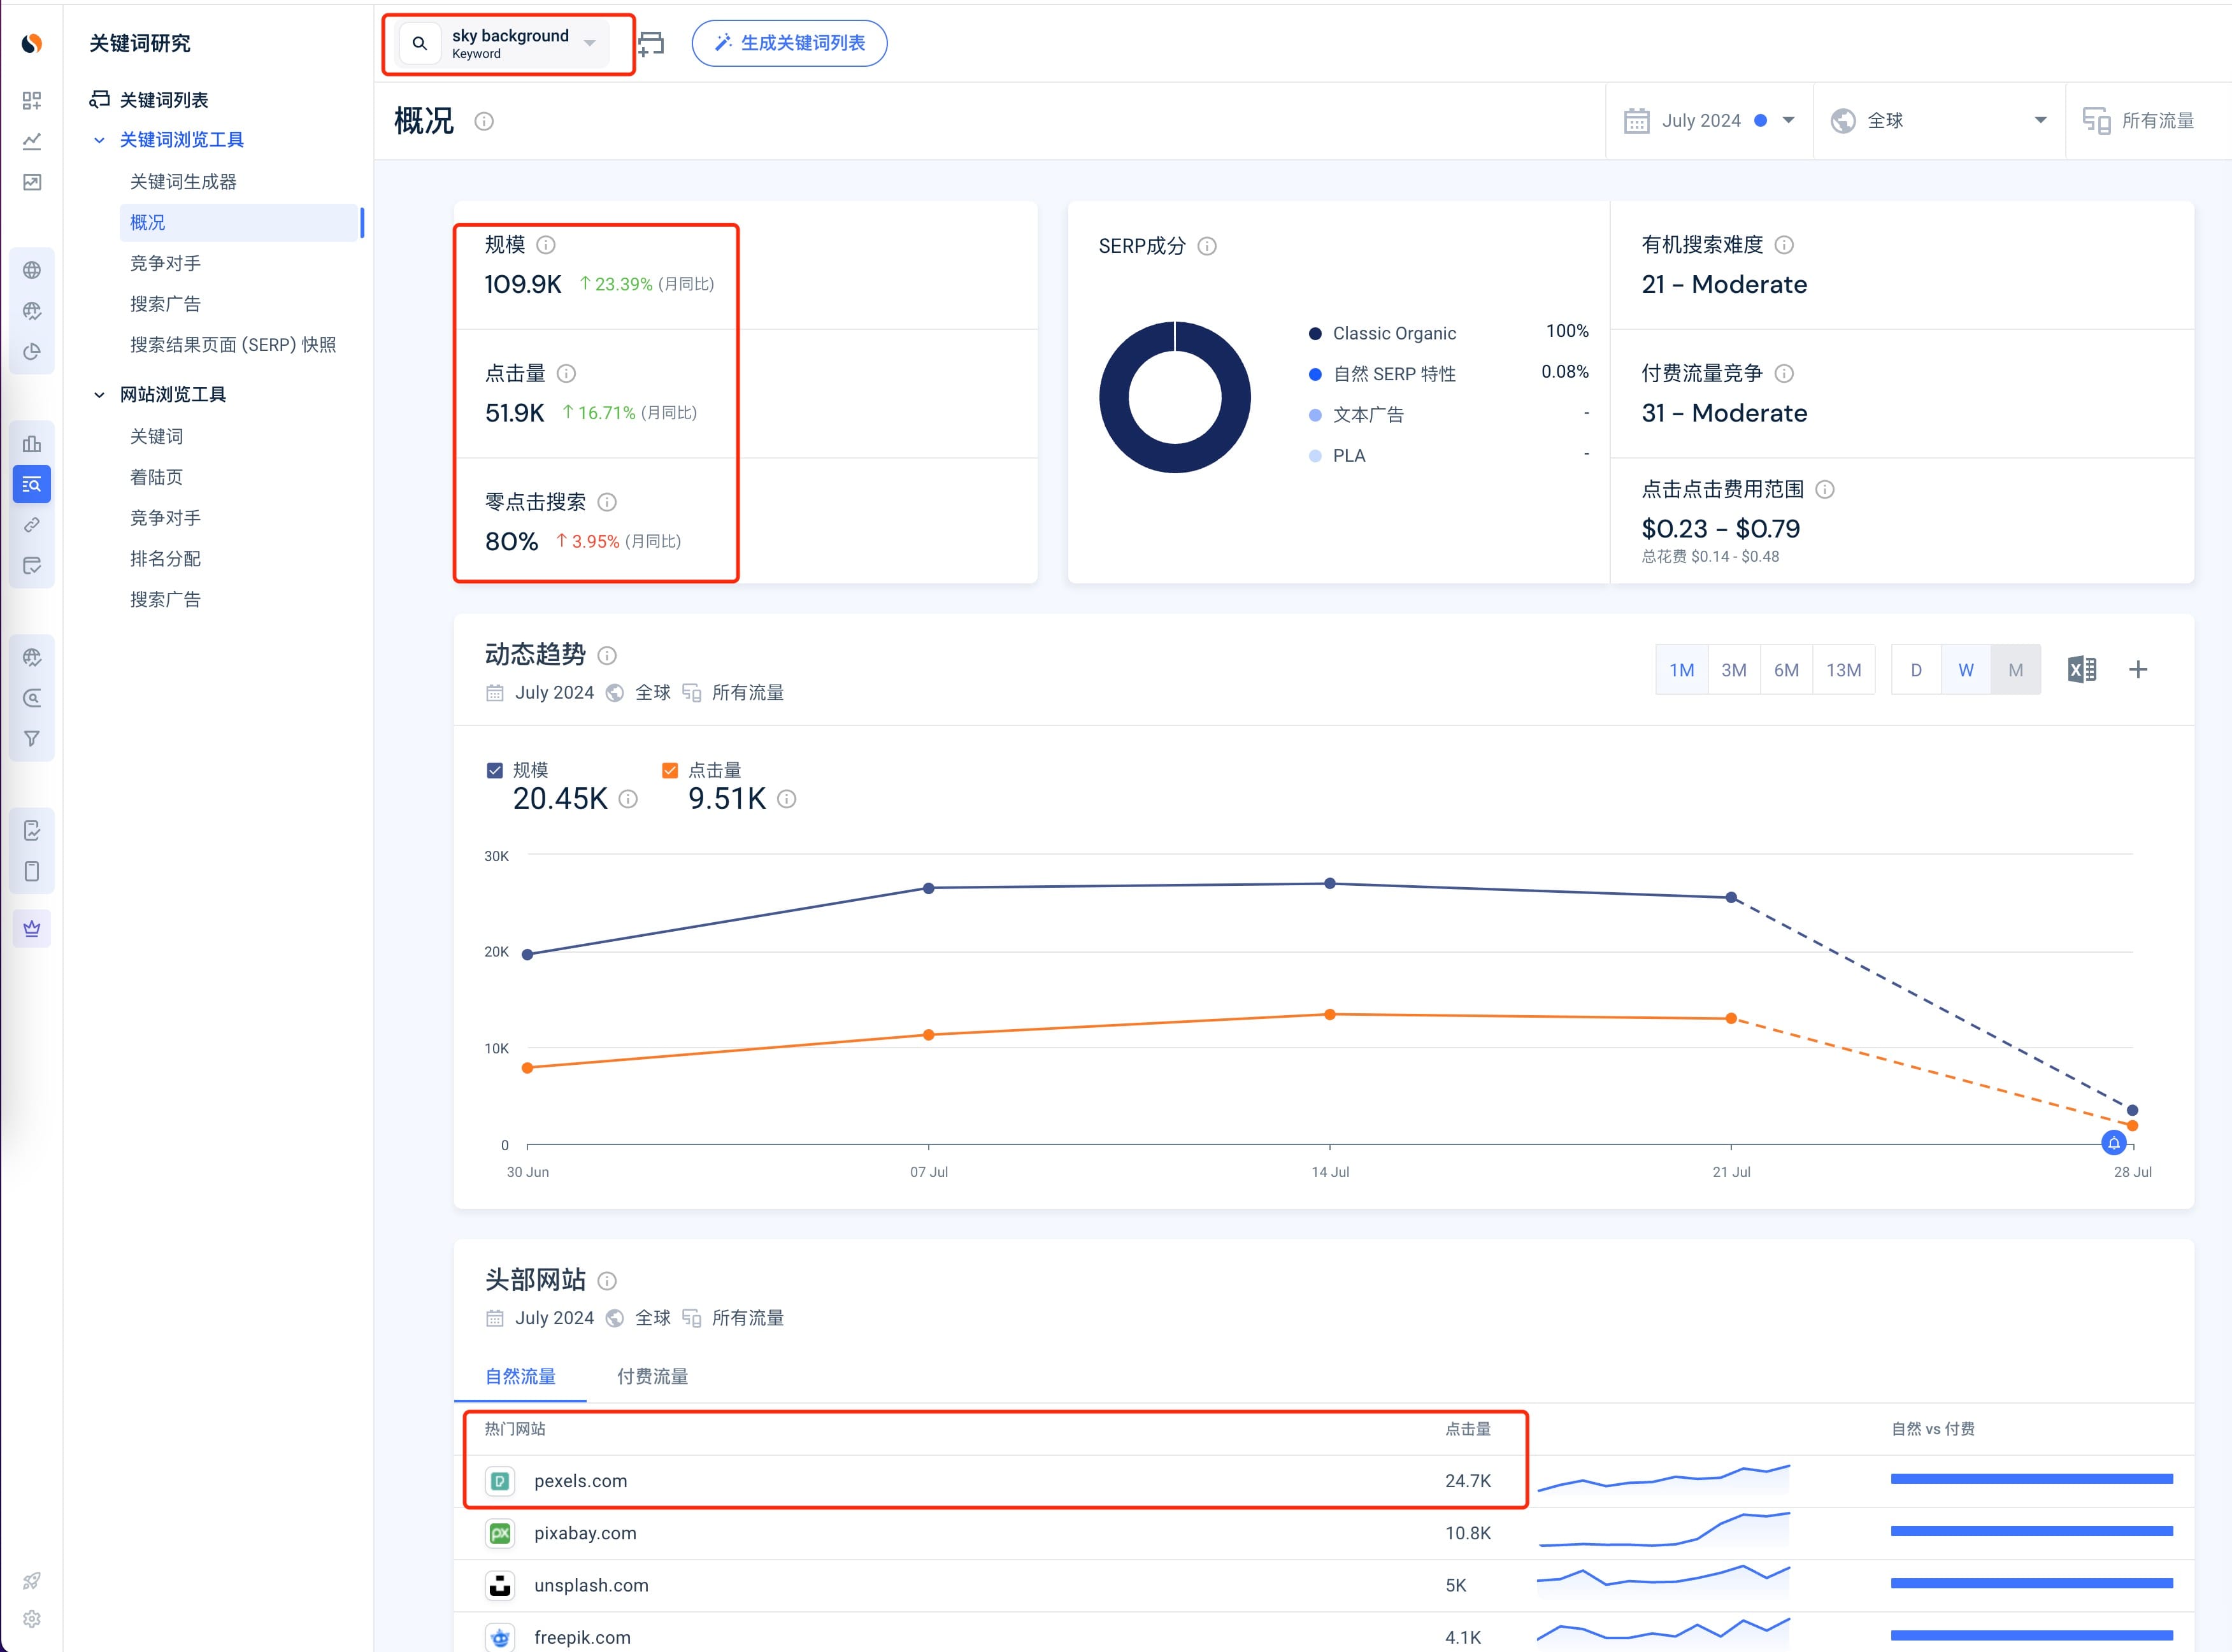 关键词研究
sky background
Keyword
生成关键词列表
关键词列表
关键词浏览工具
关键词生成器
概况
竞争对手
搜索广告
搜索结果页面 (SERP) 快照
网站浏览工具
关键词
着陆页
竞争对手
排名分配
搜索广告
概况
July 2024
全球
所有流量
规模
109.9K ↑ 23.39% (月同比)
点击量
51.9K ↑ 16.71% (月同比)
零点击搜索
80% ↑ 3.95% (月同比)
SERP成分
Classic Organic 100%
自然 SERP 特性 0.08%
文本广告 -
PLA -
有机搜索难度
21 – Moderate
付费流量竞争
31 – Moderate
点击点击费用范围
$0.23 – $0.79
总花费 $0.14 - $0.48
动态趋势
July 2024 全球 所有流量
1M 3M 6M 13M D W M
规模 点击量
20.45K 9.51K
30K
20K
10K
0
30 Jun 07 Jul 14 Jul 21 Jul 28 Jul
头部网站
July 2024 全球 所有流量
自然流量 付费流量
热门网站 点击量 自然 vs 付费
pexels.com 24.7K
pixabay.com 10.8K
unsplash.com 5K
freepik.com 4.1K